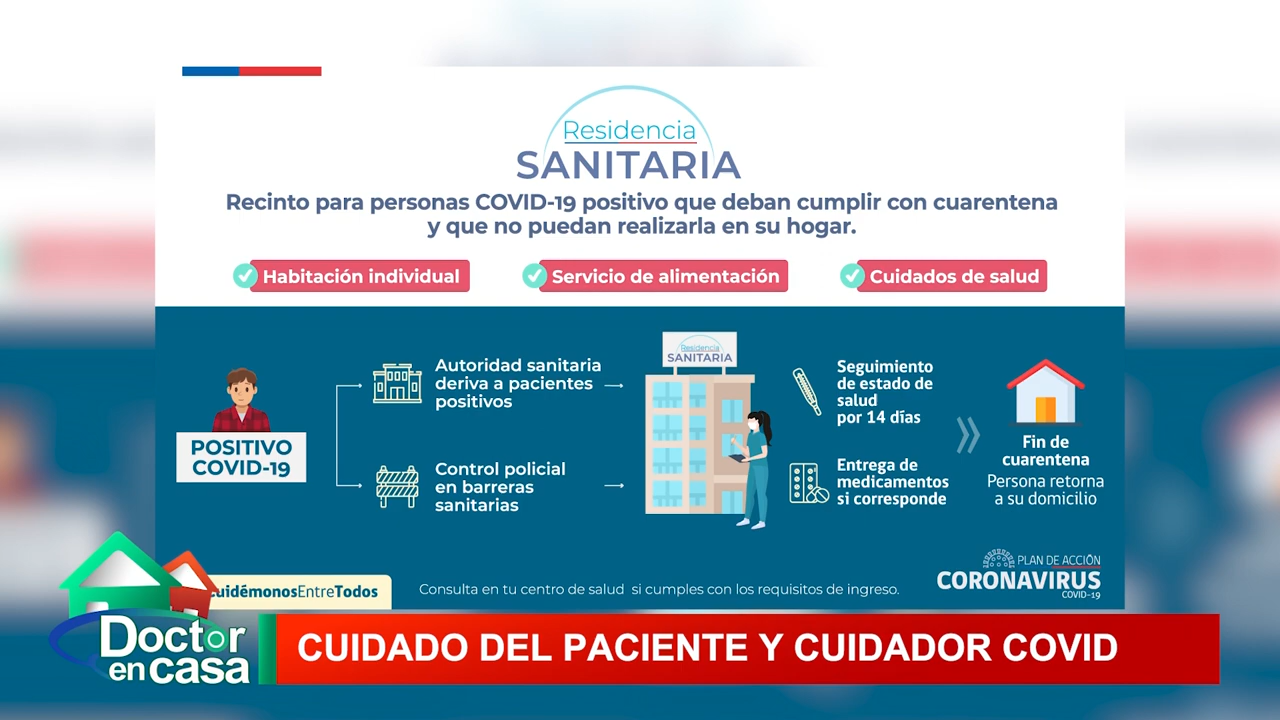 Residencia
SANITARIA
Recinto para personas COVID-19 positivo que deban cumplir con cuarentena
y que no puedan realizarla en su hogar.
Habitación individual
Servicio de alimentación
Cuidados de salud
POSITIVO
COVID-19
Autoridad sanitaria
deriva a pacientes
positivos
Control policial
en barreras
sanitarias
Residencia
SANITARIA
Seguimiento
de estado de
salud
por 14 días
Entrega de
medicamentos
si corresponde
Fin de
cuarentena
Persona retorna
a su domicilio
uidémonosEntreTodos
Consulta en tu centro de salud si cumples con los requisitos de ingreso.
PLAN DE ACCIÓN
CORONAVIRUS
COVID-19
Doctor
en casa
CUIDADO DEL PACIENTE Y CUIDADOR COVID